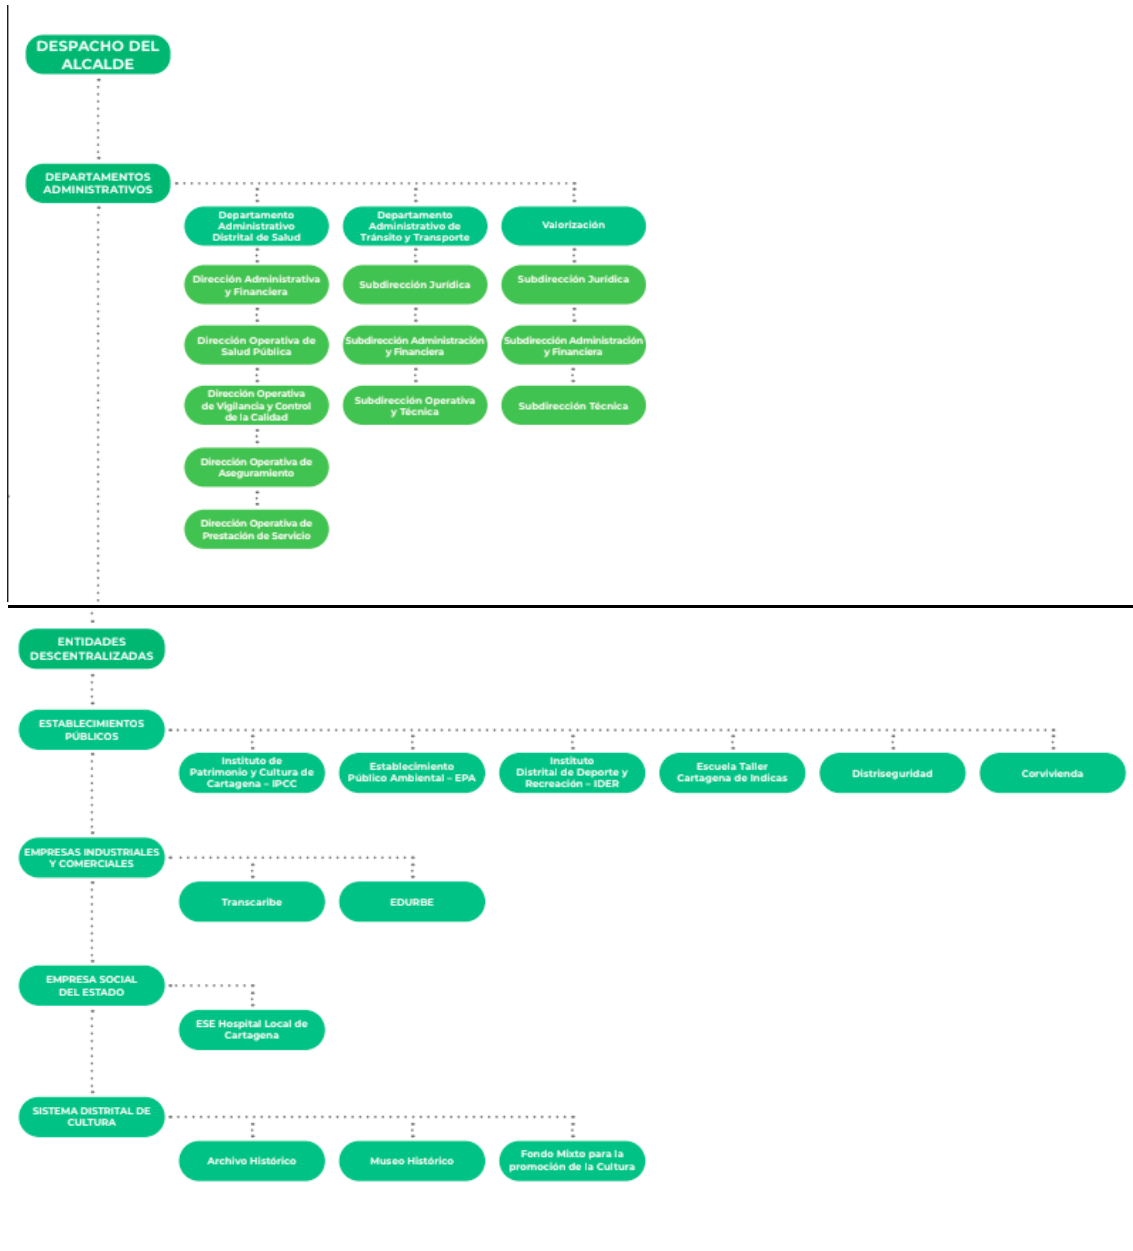 DESPACHO DEL
ALCALDE
DEPARTAMENTOS
ADMINISTRATIVOS
Departamento
Administrativo
Distrital de Salud
Departamento
Administrativo de
Tránsito y Transporte
Valorización
Dirección Administrativa
y Financiera
Subdirección Jurídica
Subdirección Jurídica
Dirección Operativa de
Salud Pública
Subdirección Administración
y Financiera
Subdirección Administración
y Financiera
Dirección Operativa
de Vigilancia y Control
de la Calidad
Subdirección Operativa
y Técnica
Subdirección Técnica
Dirección Operativa de
Aseguramiento
Dirección Operativa de
Prestación de Servicio
ENTIDADES
DESCENTRALIZADAS
ESTABLECIMIENTOS
PÚBLICOS
Instituto de
Patrimonio y Cultura de
Cartagena – IPCC
Establecimiento
Público Ambiental – EPA
Instituto
Distrital de Deporte y
Recreación – IDER
Escuela Taller
Cartagena de Indicas
Distriseguridad
Corvivienda
EMPRESAS INDUSTRIALES
Y COMERCIALES
Transcaribe
EDURBE
EMPRESA SOCIAL
DEL ESTADO
ESE Hospital Local de
Cartagena
SISTEMA DISTRITAL DE
CULTURA
Archivo Histórico
Museo Histórico
Fondo Mixto para la
promoción de la Cultura